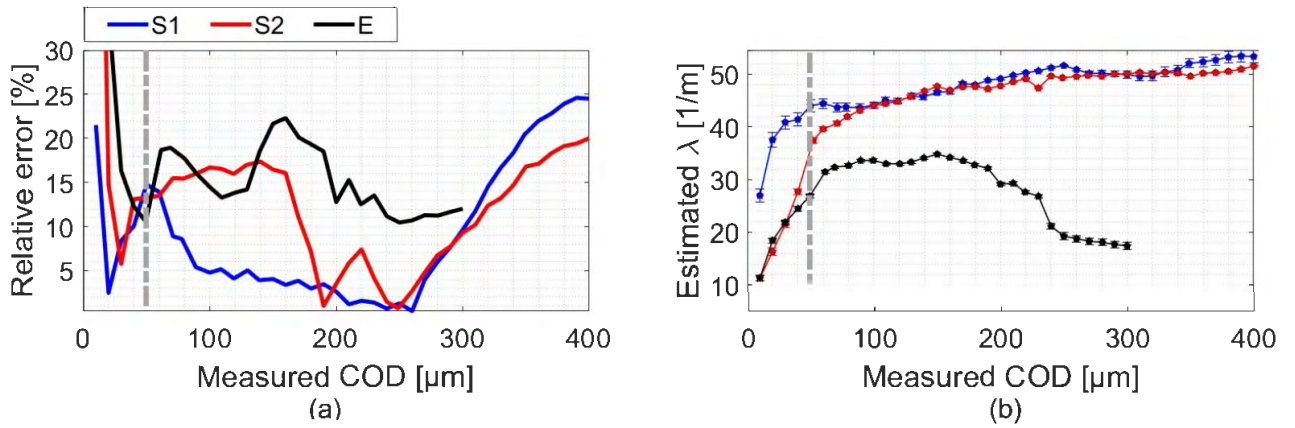 S1 S2 E
Relative error [%]
30
25
20
15
10
5
0 100 200 300 400
Measured COD [µm]
(a)
Estimated λ [1/m]
50
40
30
20
10
0 100 200 300 400
Measured COD [µm]
(b)